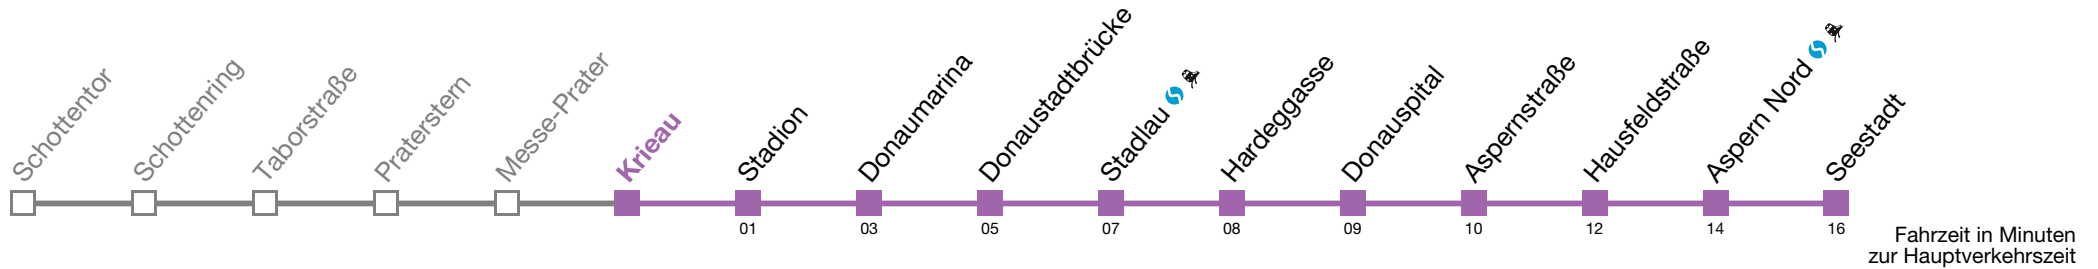 Schottentor
Schottenring
Taborstraße
Praterstern
Messe-Prater
Krieau
Stadion
Donaumarina
Donaustadtbrücke
Stadlau
Hardeggasse
Donauspital
Aspernstraße
Hausfeldstraße
Aspern Nord
Seestadt
01
03
05
07
08
09
10
12
14
16
Fahrzeit in Minuten
zur Hauptverkehrszeit